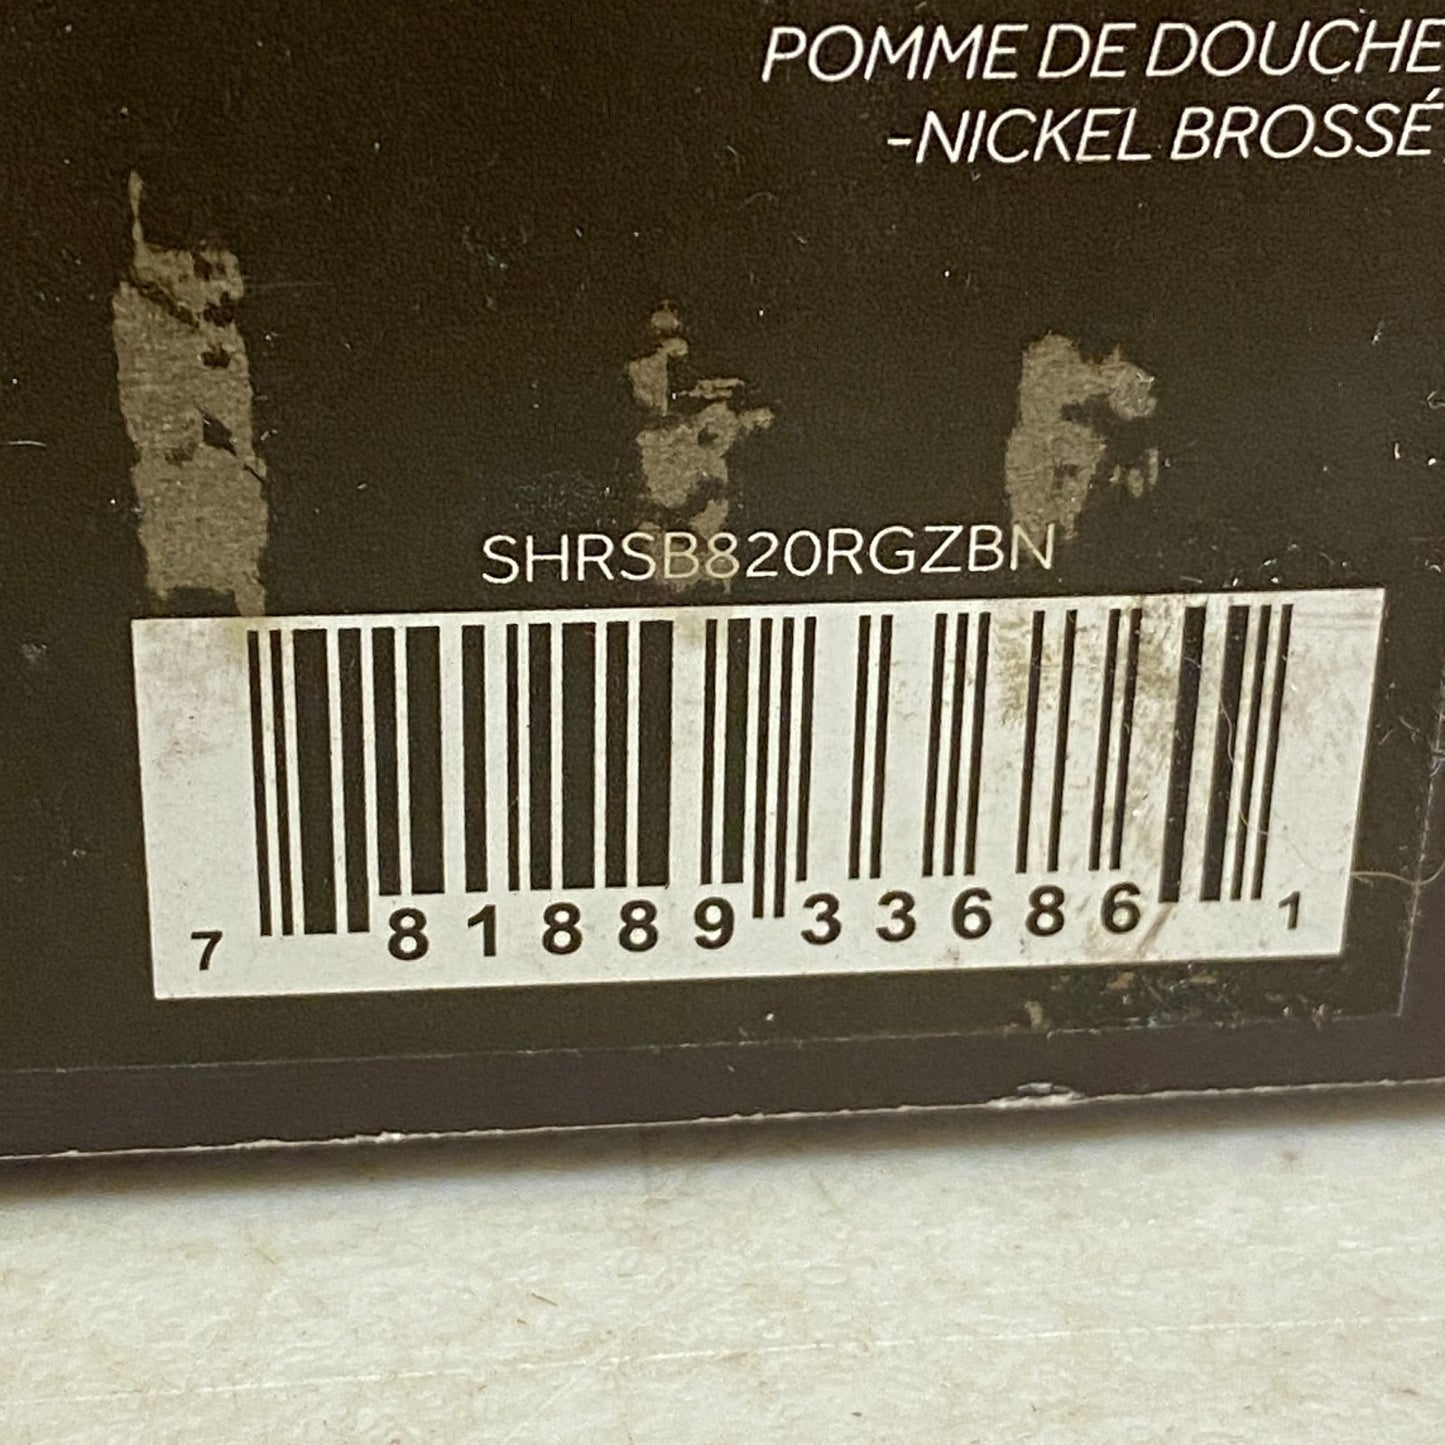 POMME DE DOUCHE
-NICKEL BROSSÉ
SHRSB820RGZBN
7 81889 33686 1